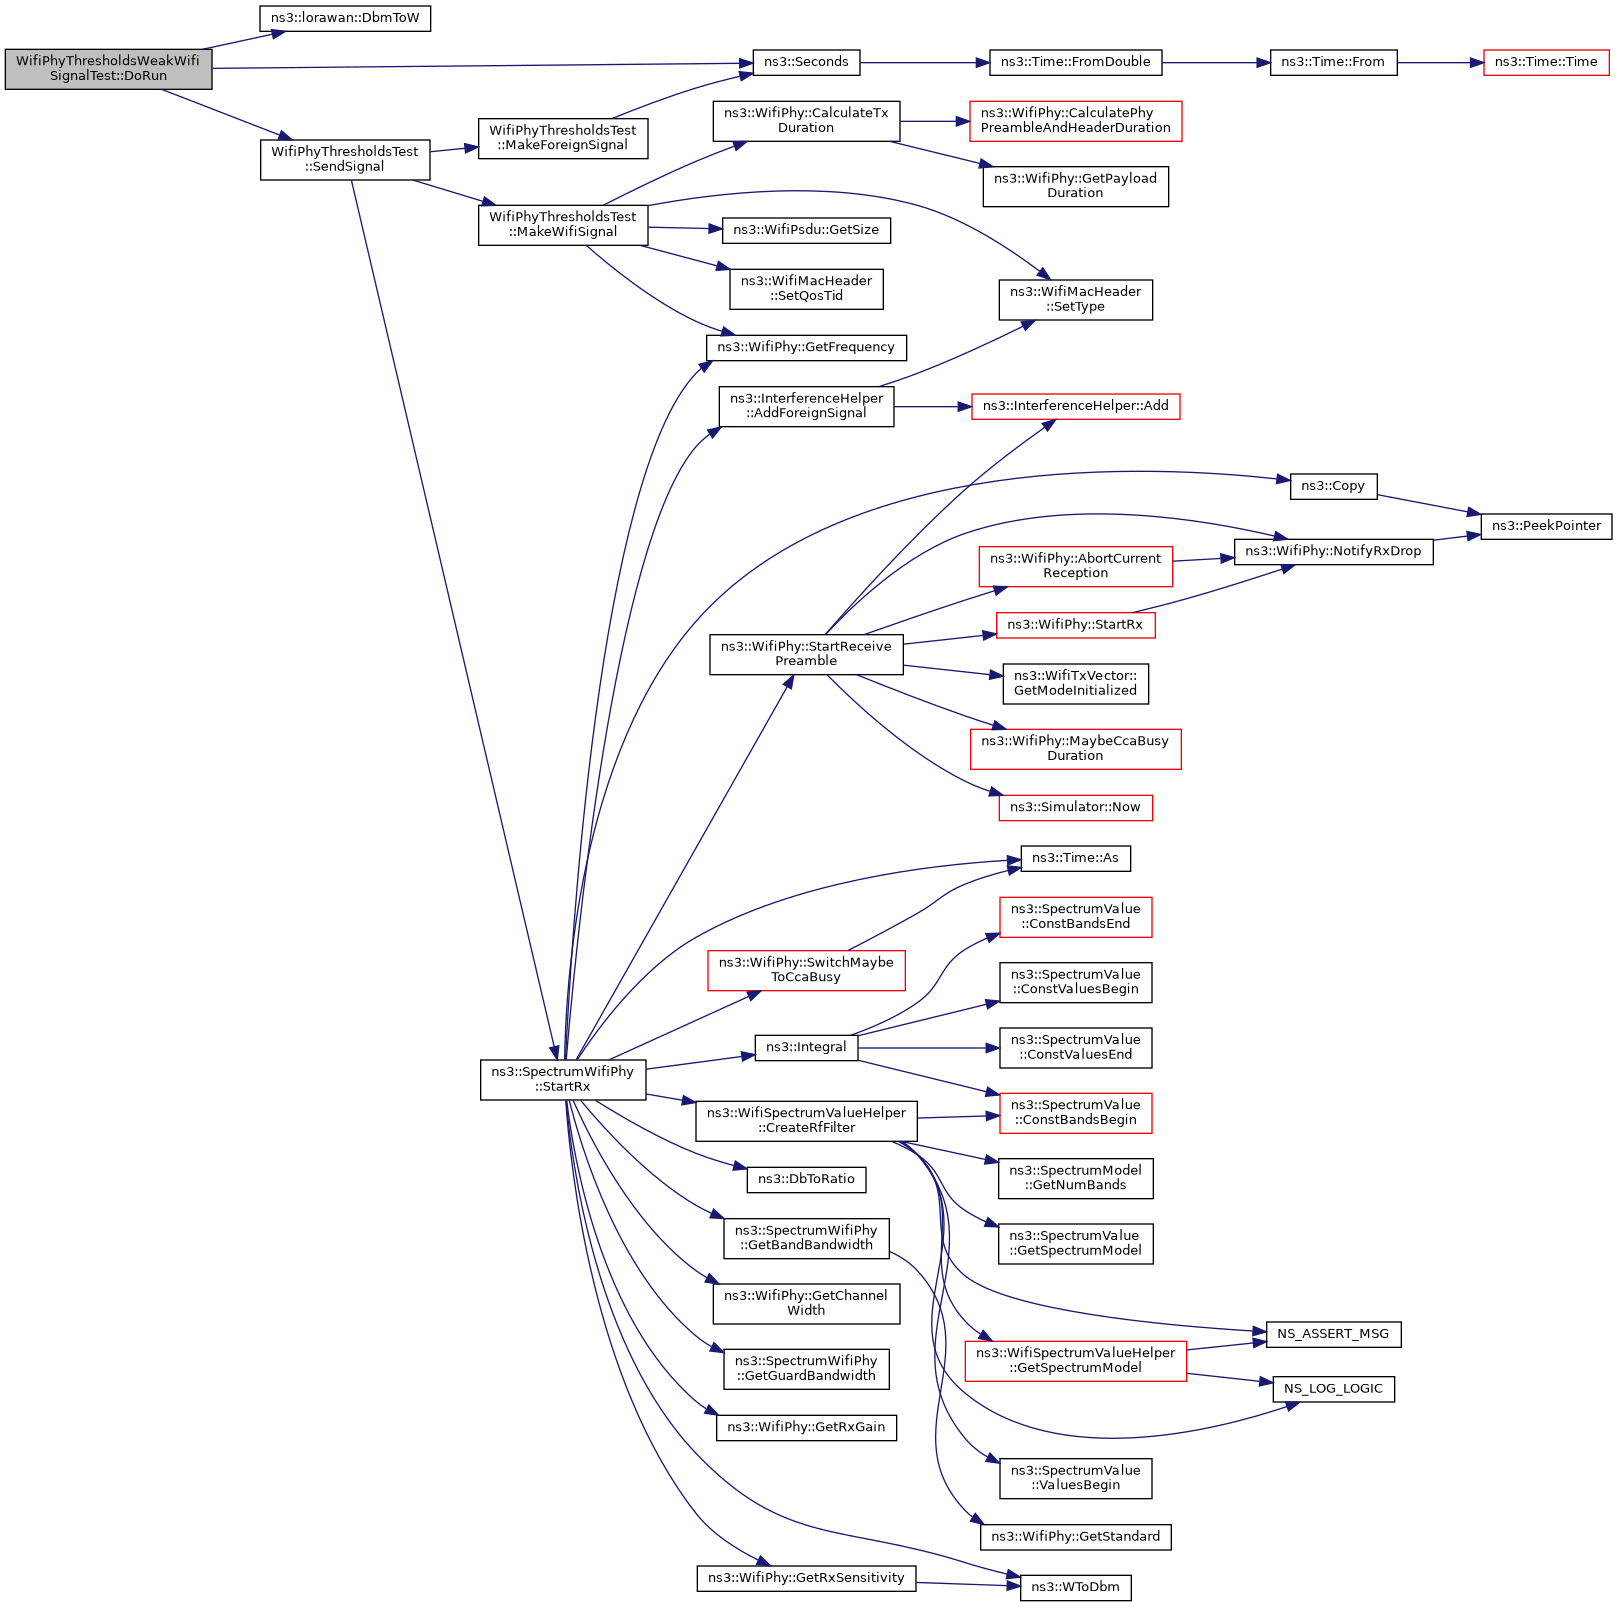 ns3::lorawan::DbmToW
WifiPhyThresholdsWeakWifi
SignalTest::DoRun
ns3::Seconds
ns3::Time::FromDouble
ns3::Time::From
ns3::Time::Time
WifiPhyThresholdsTest
::SendSignal
WifiPhyThresholdsTest
::MakeForeignSignal
ns3::WifiPhy::CalculateTx
Duration
ns3::WifiPhy::CalculatePhy
PreambleAndHeaderDuration
ns3::WifiPhy::GetPayload
Duration
WifiPhyThresholdsTest
::MakeWifiSignal
ns3::WifiPsdu::GetSize
ns3::WifiMacHeader
::SetQosTid
ns3::WifiMacHeader
::SetType
ns3::WifiPhy::GetFrequency
ns3::InterferenceHelper
::AddForeignSignal
ns3::InterferenceHelper::Add
ns3::Copy
ns3::PeekPointer
ns3::WifiPhy::NotifyRxDrop
ns3::WifiPhy::AbortCurrent
Reception
ns3::WifiPhy::StartRx
ns3::WifiPhy::StartReceive
Preamble
ns3::WifiTxVector::
GetModeInitialized
ns3::WifiPhy::MaybeCcaBusy
Duration
ns3::Simulator::Now
ns3::Time::As
ns3::SpectrumValue
::ConstBandsEnd
ns3::WifiPhy::SwitchMaybe
ToCcaBusy
ns3::SpectrumValue
::ConstValuesBegin
ns3::Integral
ns3::SpectrumValue
::ConstValuesEnd
ns3::SpectrumWifiPhy
::StartRx
ns3::WifiSpectrumValueHelper
::CreateRfFilter
ns3::SpectrumValue
::ConstBandsBegin
ns3::DbToRatio
ns3::SpectrumModel
::GetNumBands
ns3::SpectrumWifiPhy
::GetBandBandwidth
ns3::SpectrumValue
::GetSpectrumModel
ns3::WifiPhy::GetChannel
Width
NS_ASSERT_MSG
ns3::WifiSpectrumValueHelper
::GetSpectrumModel
ns3::SpectrumWifiPhy
::GetGuardBandwidth
NS_LOG_LOGIC
ns3::WifiPhy::GetRxGain
ns3::SpectrumValue
::ValuesBegin
ns3::WifiPhy::GetStandard
ns3::WifiPhy::GetRxSensitivity
ns3::WToDbm